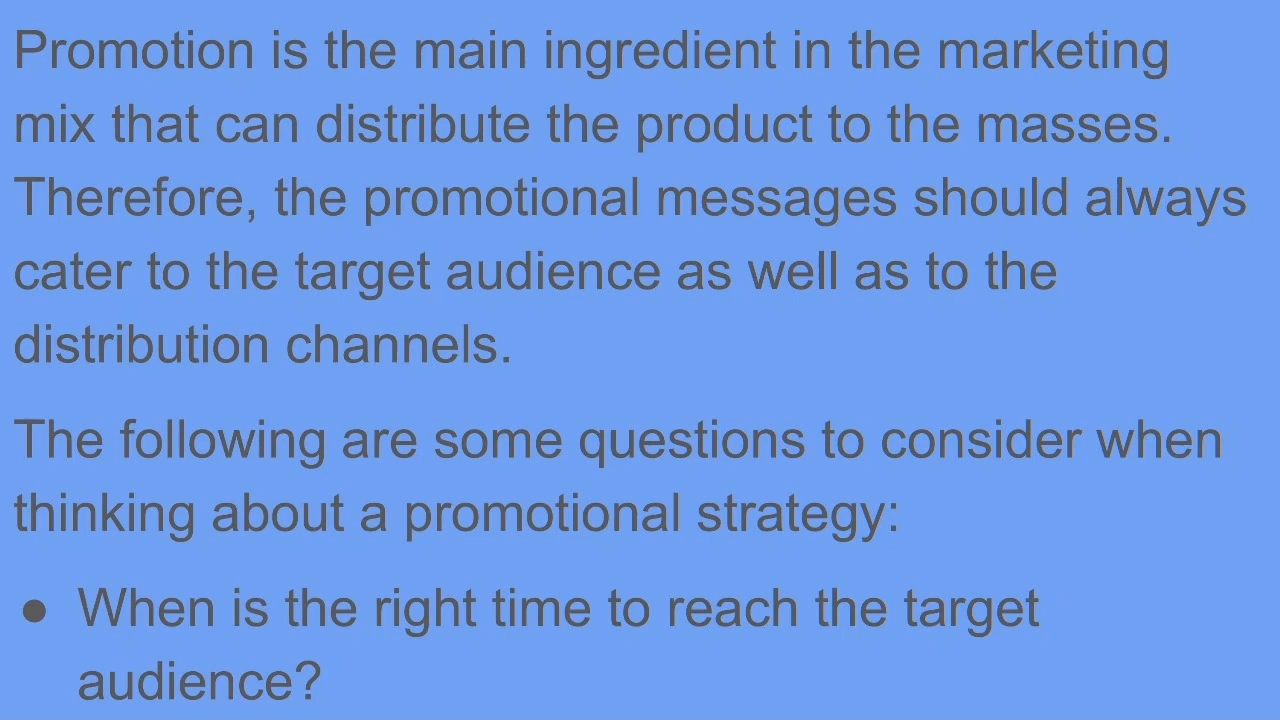 Promotion is the main ingredient in the marketing
mix that can distribute the product to the masses.
Therefore, the promotional messages should always
cater to the target audience as well as to the
distribution channels.
The following are some questions to consider when
thinking about a promotional strategy:
● When is the right time to reach the target
audience?